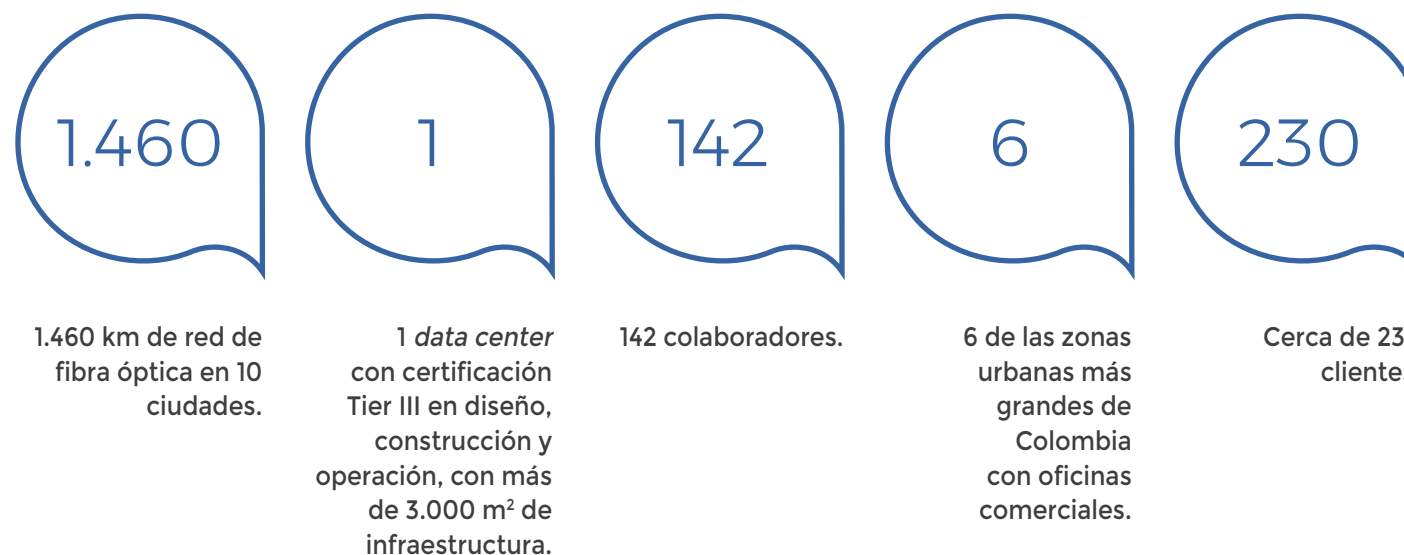 1.460
1.460 km de red de
fibra óptica en 10
ciudades.
1
1 data center
con certificación
Tier III en diseño,
construcción y
operación, con más
de 3.000 m² de
infraestructura.
142
142 colaboradores.
6
6 de las zonas
urbanas más
grandes de
Colombia
con oficinas
comerciales.
230
Cerca de 23
cliente